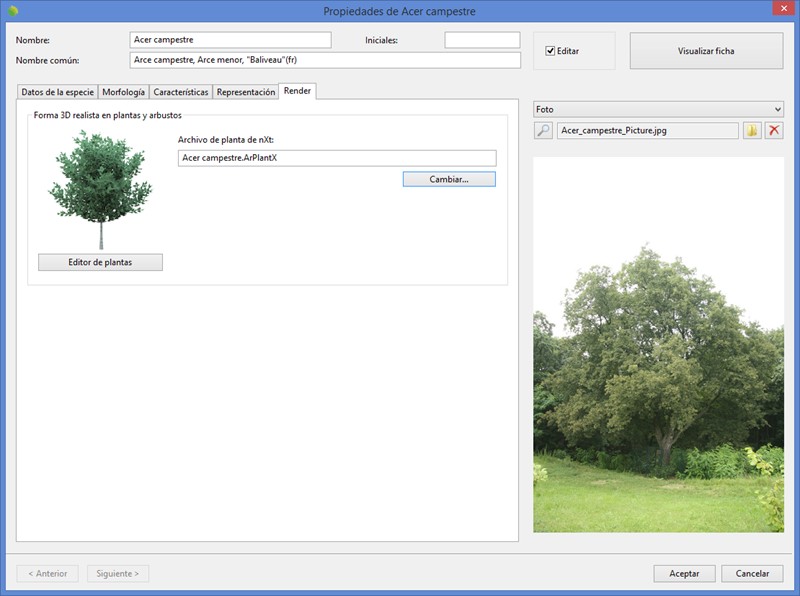 Propiedades de Acer campestre
Nombre: Acer campestre Iniciales:
Nombre común: Arce campestre, Arce menor, "Baliveau"(fr)
Editar
Visualizar ficha
Datos de la especie Morfología Características Representación Render
Forma 3D realista en plantas y arbustos
Archivo de planta de nXt:
Acer campestre.ArPlantX
Cambiar...
Editor de plantas
Foto
Acer_campestre_Picture.jpg
< Anterior Siguiente > Aceptar Cancelar